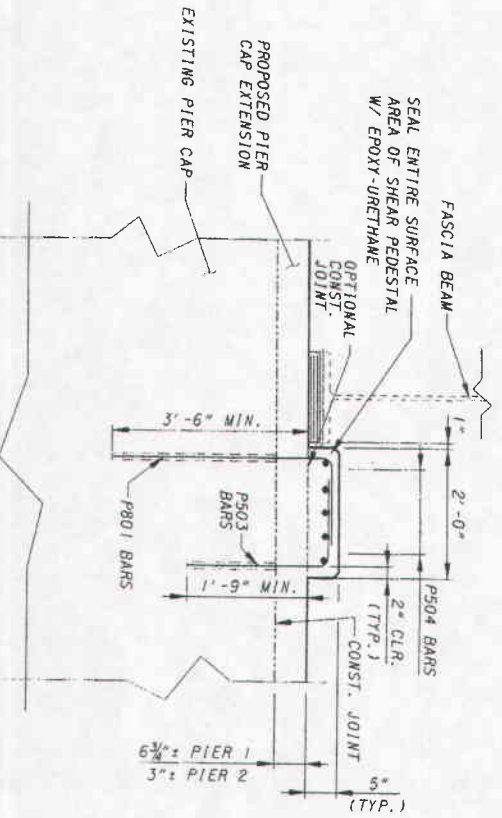 FASCIA BEAM
SEAL ENTIRE SURFACE
AREA OF SHEAR PEDESTAL
W/ EPOXY-URETHANE
PROPOSED PIER
CAP EXTENSION
EXISTING PIER CAP
OPTIONAL
CONST.
JOINT
1"
2'-0"
P504 BARS
2" CLR.
(TYP.)
3'-6" MIN.
P801 BARS
P503
BARS
1'-9" MIN.
CONST. JOINT
6¾"± PIER 1
3"± PIER 2
5"
(TYP.)